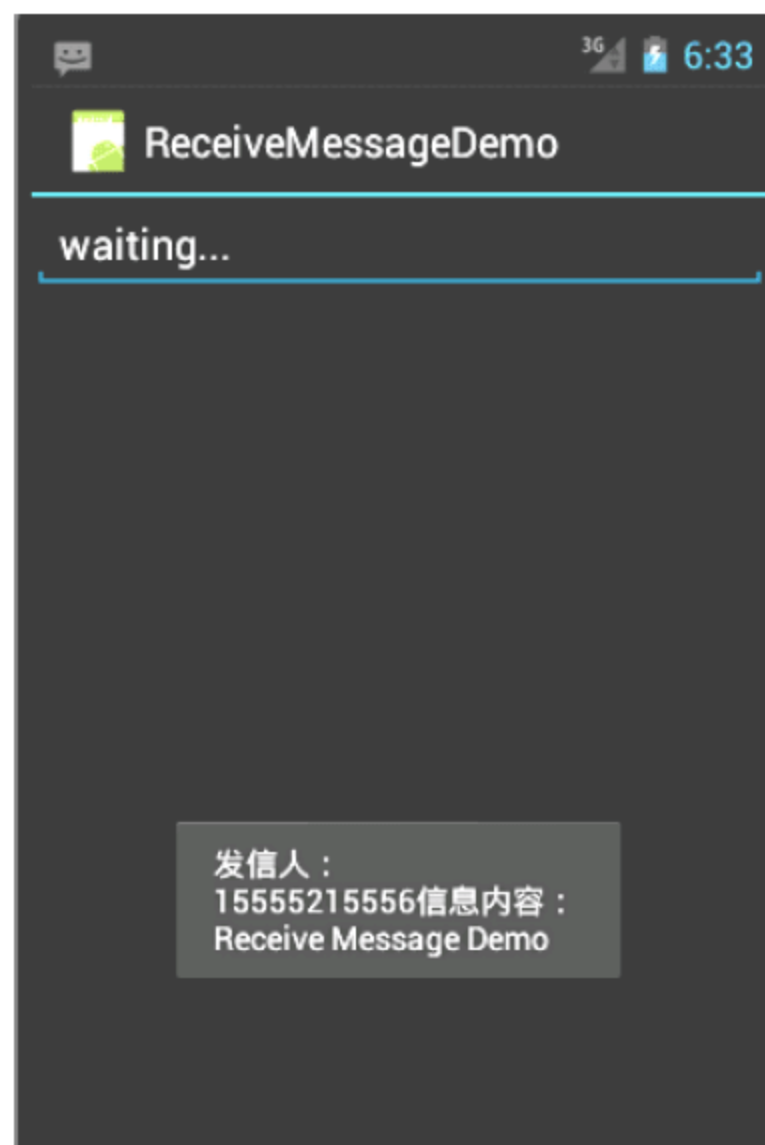 3G 6:33
ReceiveMessageDemo
waiting...
发信人：
15555215556信息内容：
Receive Message Demo